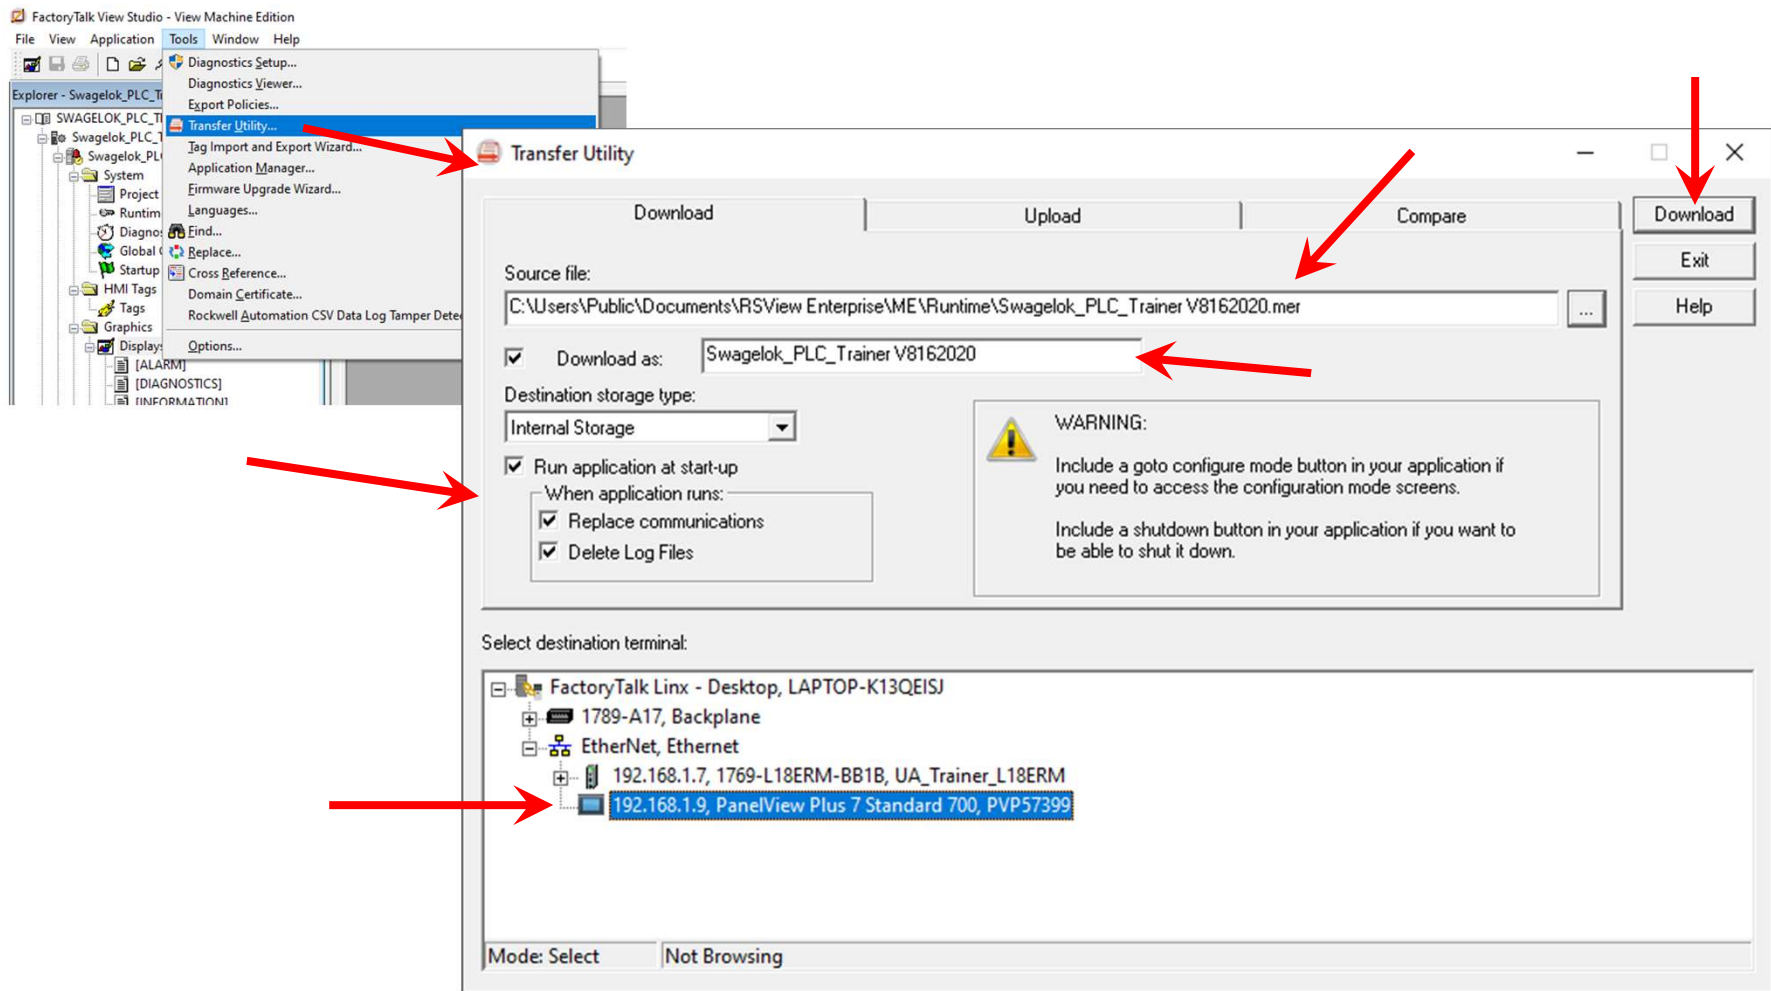 FactoryTalk View Studio - View Machine Edition
File View Application Tools Window Help
Diagnostics Setup...
Diagnostics Viewer...
Export Policies...
Transfer Utility...
Tag Import and Export Wizard...
Application Manager...
Firmware Upgrade Wizard...
Languages...
Find...
Replace...
Cross Reference...
Domain Certificate...
Rockwell Automation CSV Data Log Tamper Dete
Options...
Explorer - Swagelok_PLC_
SWAGELOK_PLC_
Swagelok_PLC_
Swagelok_PL
System
Project
Runtim
Diagno
Global
Startup
HMI Tags
Tags
Graphics
Displays
[ALARM]
[DIAGNOSTICS]
[INFORMATION]
Transfer Utility
Download Upload Compare
Download
Exit
Help
Source file:
C:\Users\Public\Documents\RSView Enterprise\ME\Runtime\Swagelok_PLC_Trainer V8162020.mer
...
Download as: Swagelok_PLC_Trainer V8162020
Destination storage type:
Internal Storage
Run application at start-up
When application runs:
Replace communications
Delete Log Files
WARNING:
Include a goto configure mode button in your application if
you need to access the configuration mode screens.
Include a shutdown button in your application if you want to
be able to shut it down.
Select destination terminal:
FactoryTalk Linx - Desktop, LAPTOP-K13QEISJ
1789-A17, Backplane
EtherNet, Ethernet
192.168.1.7, 1769-L18ERM-BB1B, UA_Trainer_L18ERM
192.168.1.9, PanelView Plus 7 Standard 700, PVP57399
Mode: Select Not Browsing